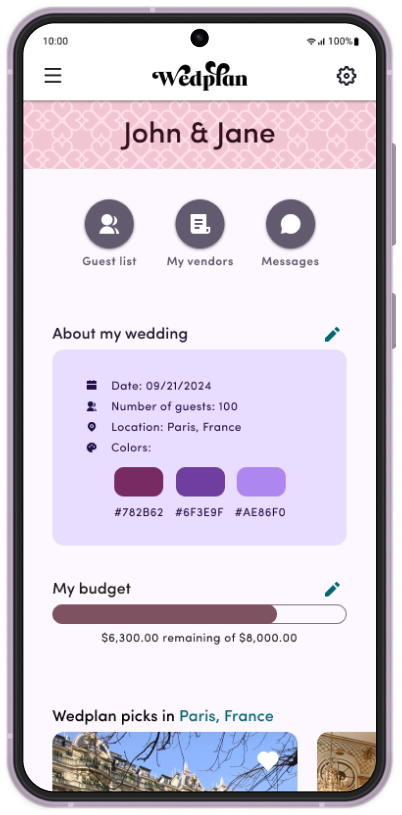 10:00
100%
Wedplan
John & Jane
Guest list
My vendors
Messages
About my wedding
Date: 09/21/2024
Number of guests: 100
Location: Paris, France
Colors:
#782B62 #6F3E9F #AE86F0
My budget
$6,300.00 remaining of $8,000.00
Wedplan picks in Paris, France